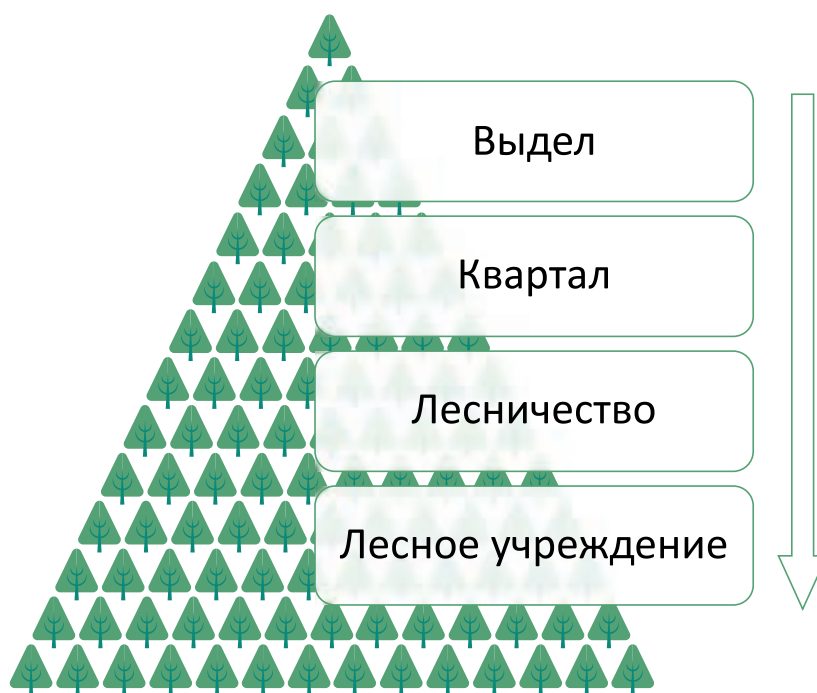 Выдел
Квартал
Лесничество
Лесное учреждение